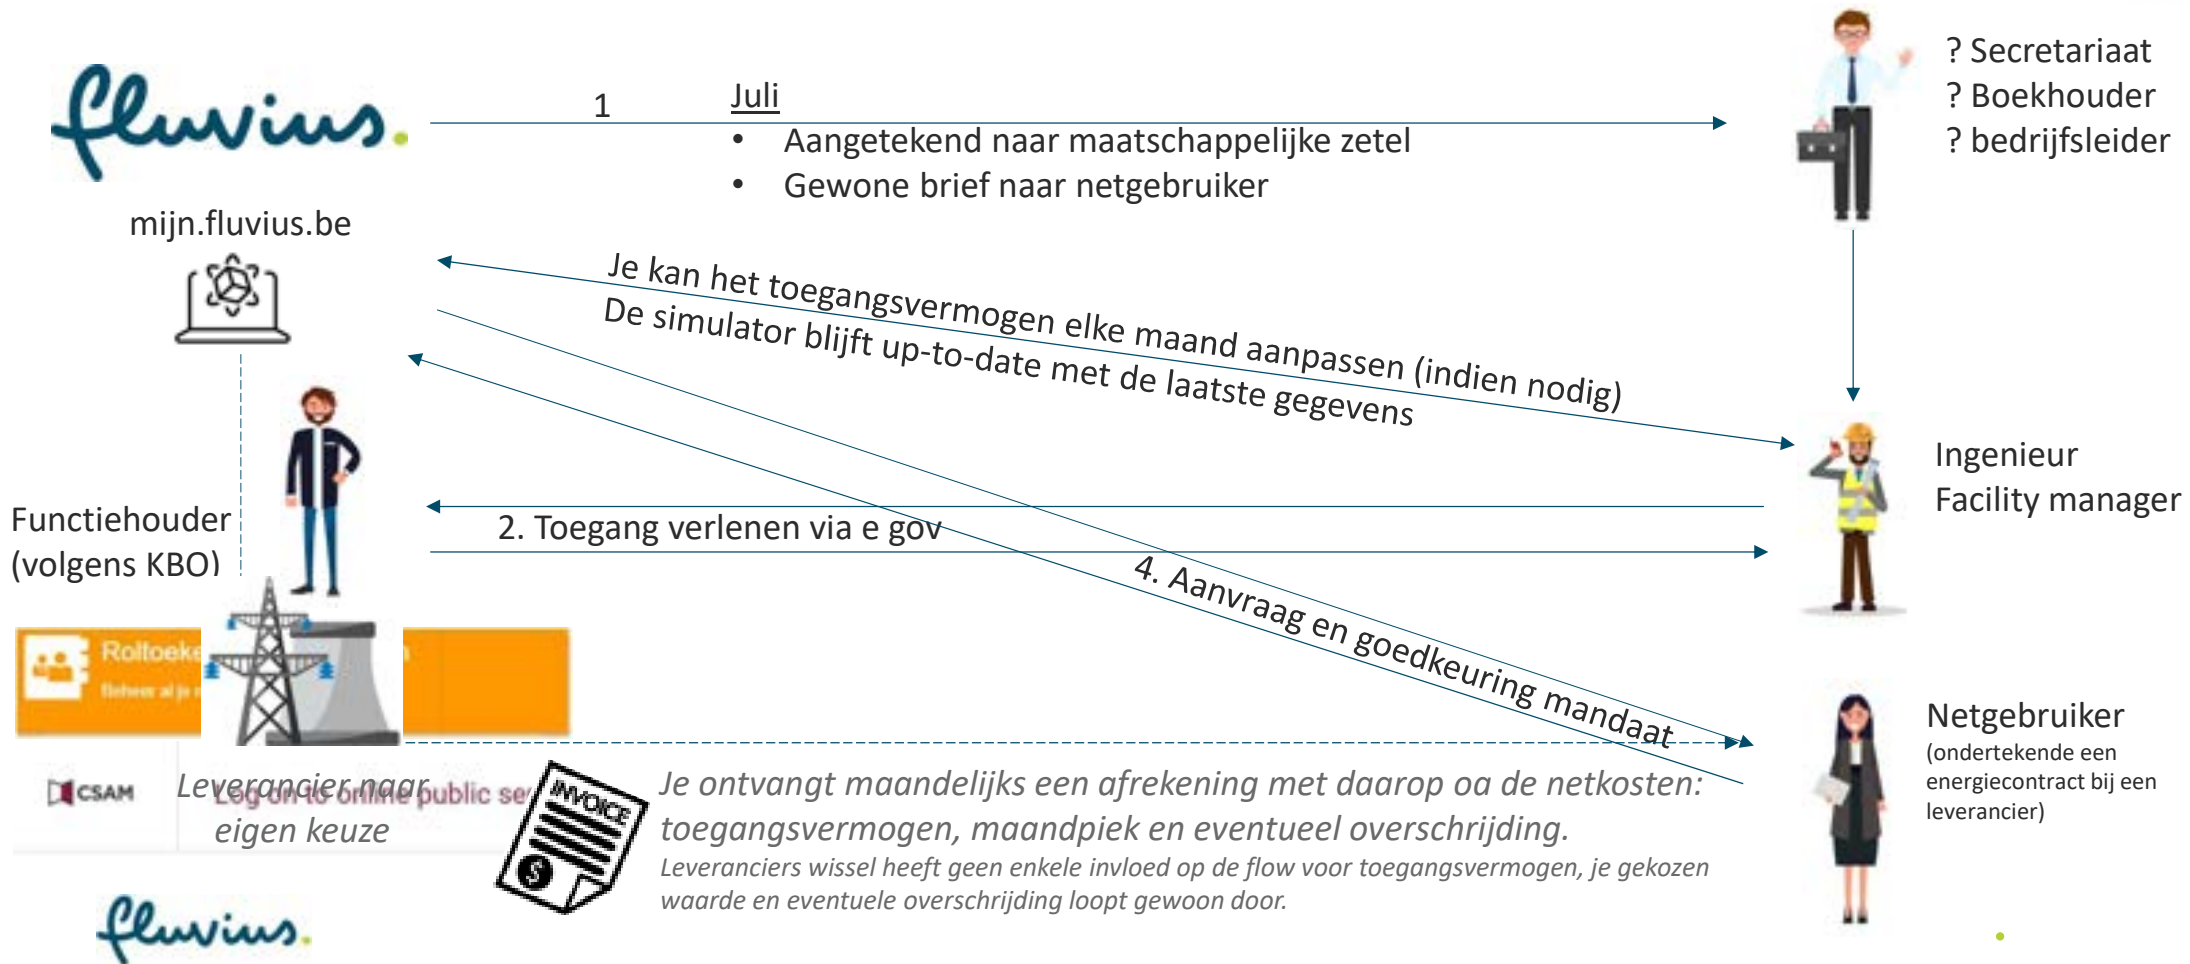 fluvius.
1
Juli
• Aangetekend naar maatschappelijke zetel
• Gewone brief naar netgebruiker
? Secretariaat
? Boekhouder
? bedrijfsleider
mijn.fluvius.be
Je kan het toegangsvermogen elke maand aanpassen (indien nodig)
De simulator blijft up-to-date met de laatste gegevens
Ingenieur
Facility manager
Functiehouder
(volgens KBO)
2. Toegang verlenen via e gov
4. Aanvraag en goedkeuring mandaat
Netgebruiker
(ondertekende een
energiecontract bij een
leverancier)
CSAM
Log on to online public
Leverancier naar
eigen keuze
INVOICE
$
Je ontvangt maandelijks een afrekening met daarop oa de netkosten:
toegangsvermogen, maandpiek en eventueel overschrijding.
Leveranciers wissel heeft geen enkele invloed op de flow voor toegangsvermogen, je gekozen
waarde en eventuele overschrijding loopt gewoon door.
fluvius.